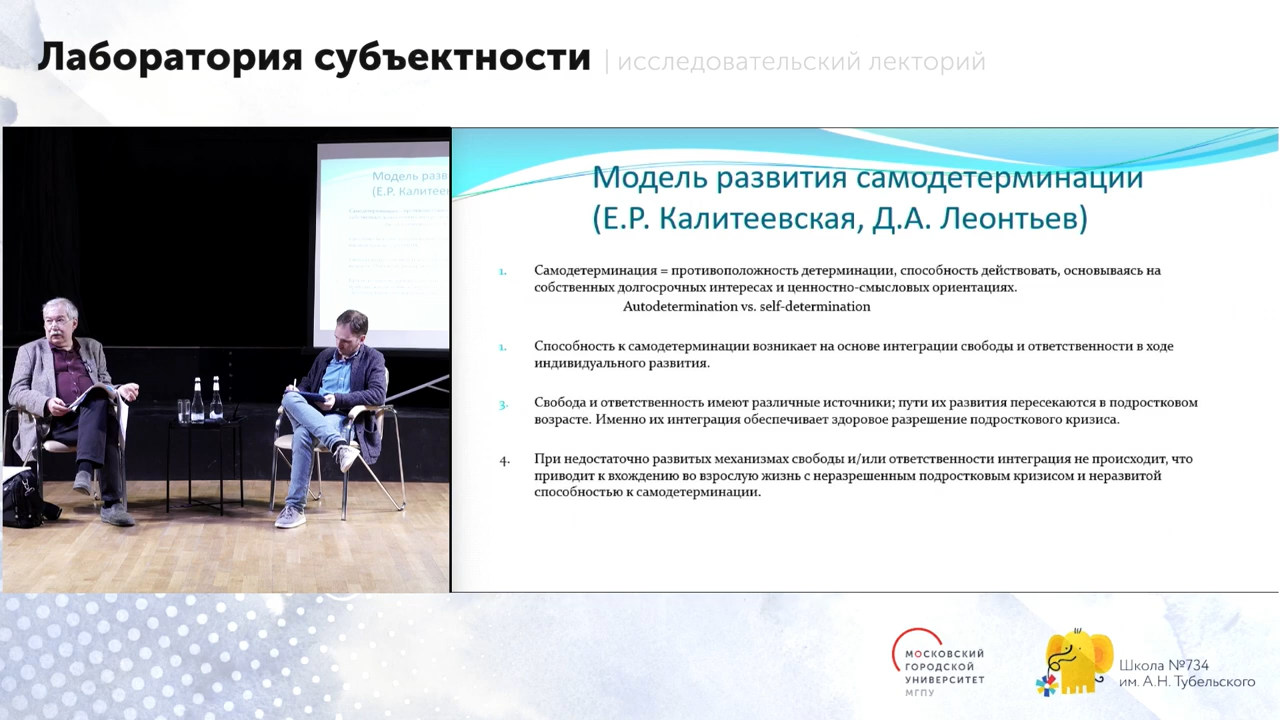 Лаборатория субъектности | исследовательский лекторий
Модель разв
(Е.Р. Калитеев
Модель развития самодетерминации
(Е.Р. Калитеевская, Д.А. Леонтьев)
1. Самодетерминация = противоположность детерминации, способность действовать, основываясь на
собственных долгосрочных интересах и ценностно-смысловых ориентациях.
Autodetermination vs. self-determination
1. Способность к самодетерминации возникает на основе интеграции свободы и ответственности в ходе
индивидуального развития.
3. Свобода и ответственность имеют различные источники; пути их развития пересекаются в подростковом
возрасте. Именно их интеграция обеспечивает здоровое разрешение подросткового кризиса.
4. При недостаточно развитых механизмах свободы и/или ответственности интеграция не происходит, что
приводит к вхождению во взрослую жизнь с неразрешенным подростковым кризисом и неразвитой
способностью к самодетерминации.
МОСКОВСКИЙ
ГОРОДСКОЙ
УНИВЕРСИТЕТ
МГПУ
Школа №734
им. А.Н. Тубельского